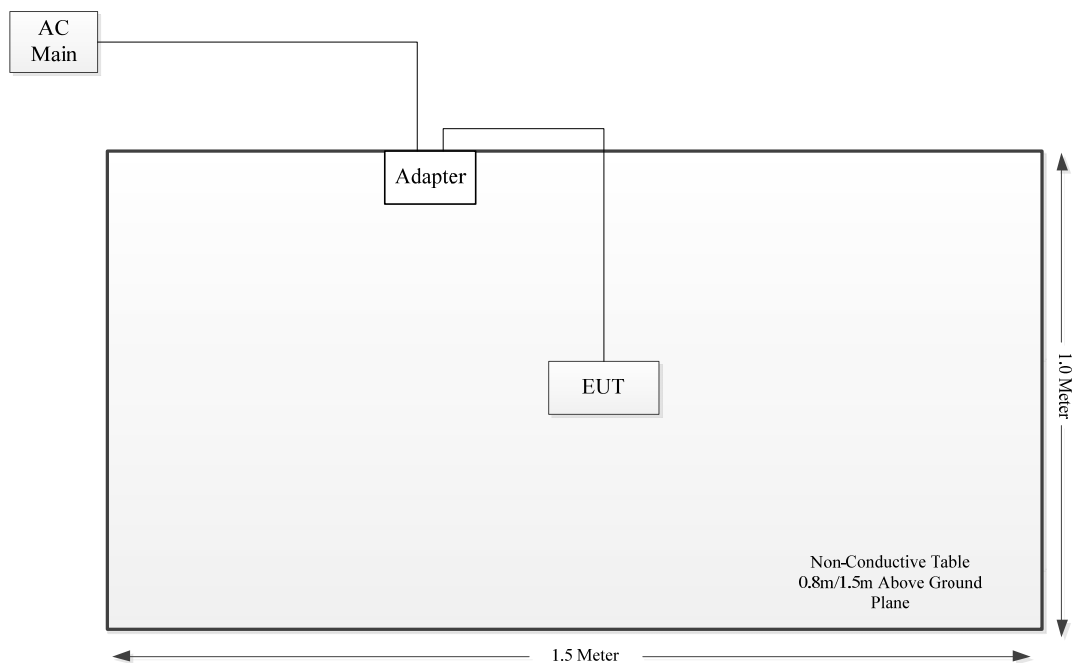 AC
Main
Adapter
EUT
1.0 Meter
Non-Conductive Table
0.8m/1.5m Above Ground
Plane
1.5 Meter